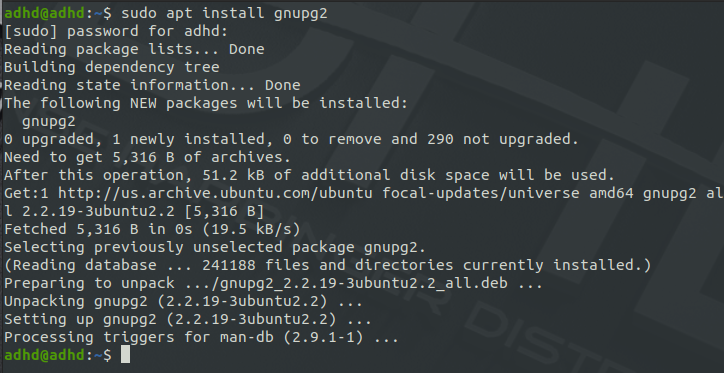 adhd@adhd:~$ sudo apt install gnupg2
[sudo] password for adhd:
Reading package lists... Done
Building dependency tree
Reading state information... Done
The following NEW packages will be installed:
  gnupg2
0 upgraded, 1 newly installed, 0 to remove and 290 not upgraded.
Need to get 5,316 B of archives.
After this operation, 51.2 kB of additional disk space will be used.
Get:1 http://us.archive.ubuntu.com/ubuntu focal-updates/universe amd64 gnupg2 al
l 2.2.19-3ubuntu2.2 [5,316 B]
Fetched 5,316 B in 0s (19.5 kB/s)
Selecting previously unselected package gnupg2.
(Reading database ... 241188 files and directories currently installed.)
Preparing to unpack .../gnupg2_2.2.19-3ubuntu2.2_all.deb ...
Unpacking gnupg2 (2.2.19-3ubuntu2.2) ...
Setting up gnupg2 (2.2.19-3ubuntu2.2) ...
Processing triggers for man-db (2.9.1-1) ...
adhd@adhd:~$